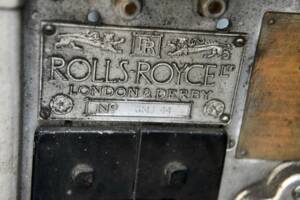 RR
ROLLS-ROYCE LTD
LONDON & DERBY
Nº